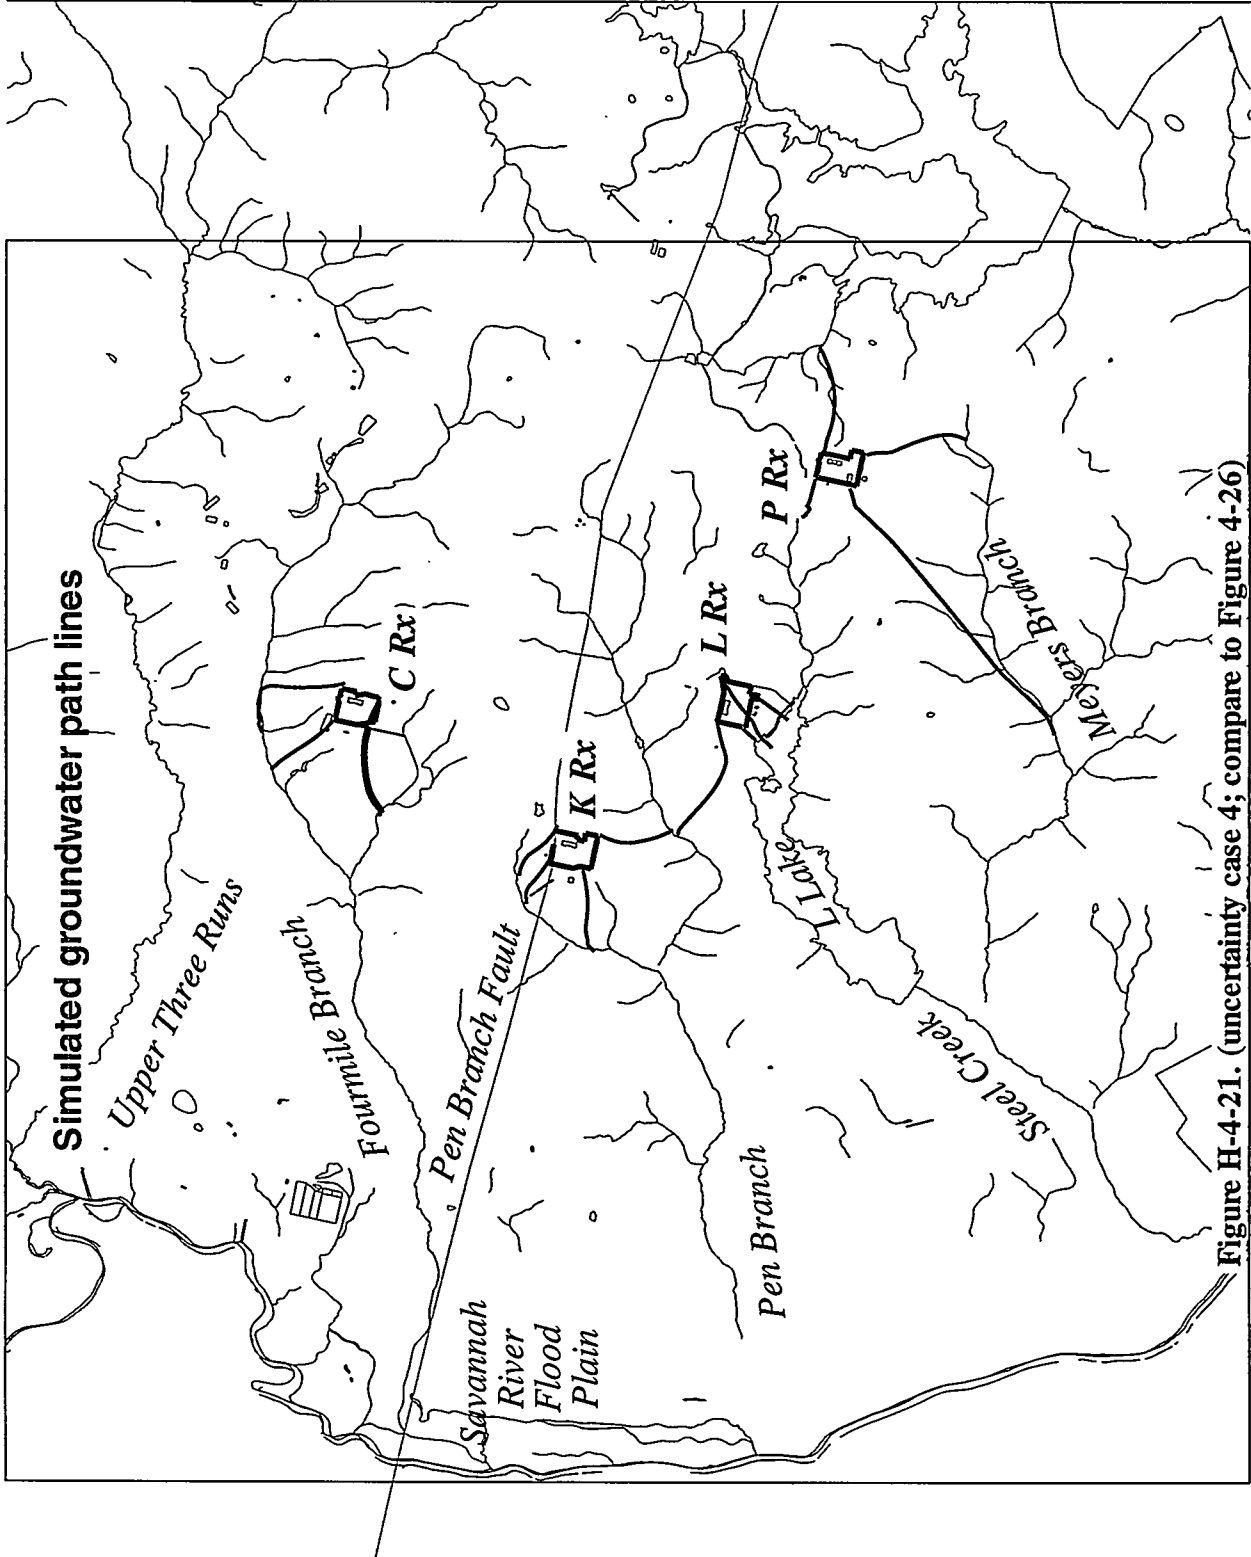 Simulated groundwater path lines
Upper Three Runs
Fourmile Branch
C Rx
Pen Branch Fault
K Rx
Savannah
River
Flood
Plain
L Rx
P Rx
Pen Branch
L Lake
Steel Creek
Meyers Branch
Figure H-4-21. (uncertainty case 4; compare to Figure 4-26)